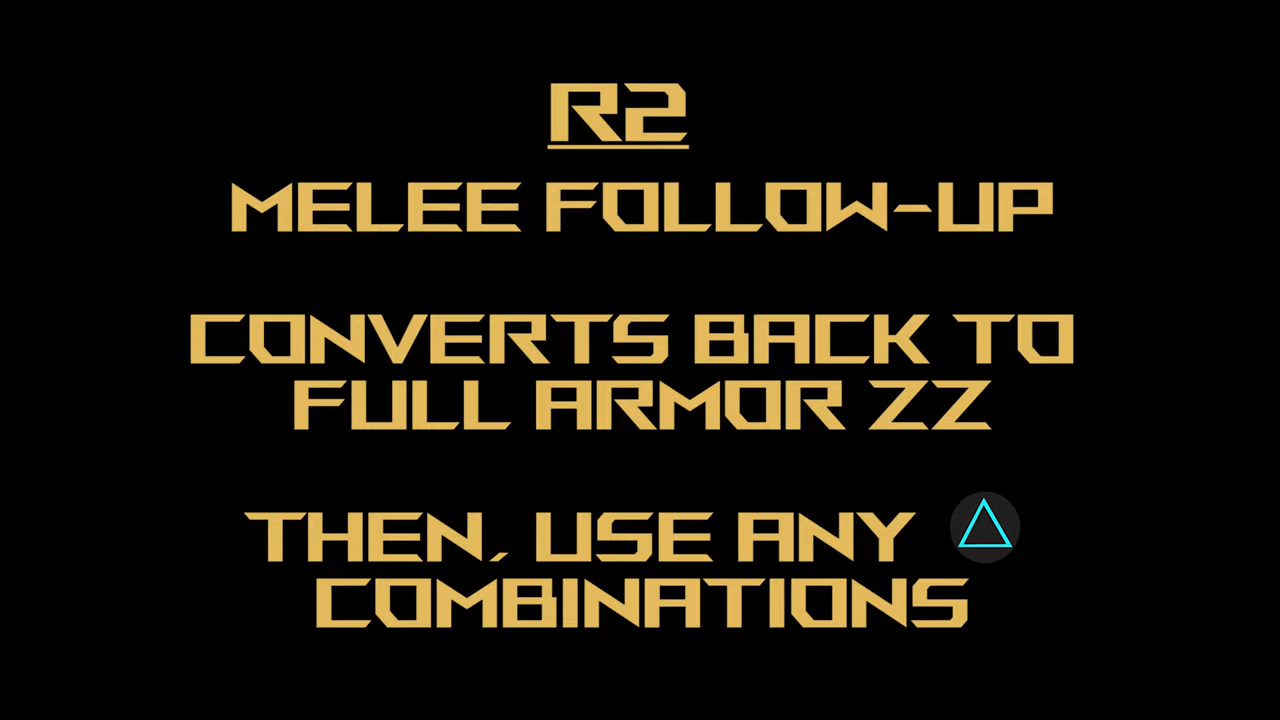 R2
MELEE FOLLOW-UP
CONVERTS BACK TO
FULL ARMOR ZZ
THEN, USE ANY
COMBINATIONS